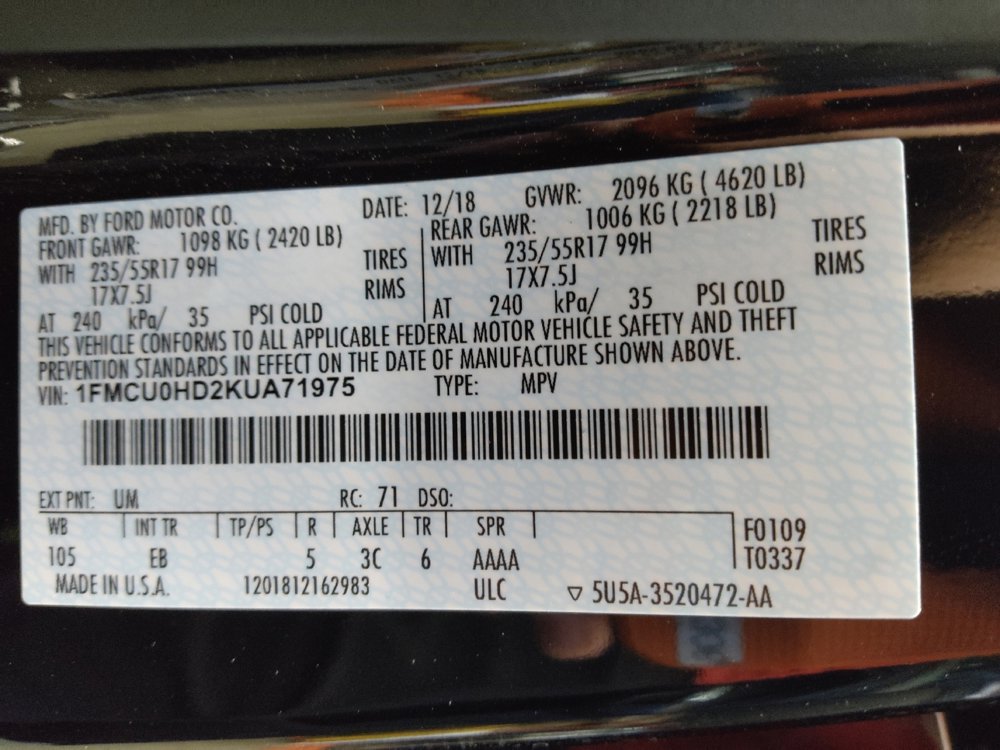 MFD. BY FORD MOTOR CO. DATE: 12/18 GVWR: 2096 KG ( 4620 LB)
FRONT GAWR: 1098 KG ( 2420 LB) REAR GAWR: 1006 KG ( 2218 LB)
WITH 235/55R17 99H TIRES WITH 235/55R17 99H TIRES
17X7.5J RIMS 17X7.5J RIMS
AT 240 kPa/ 35 PSI COLD AT 240 kPa/ 35 PSI COLD
THIS VEHICLE CONFORMS TO ALL APPLICABLE FEDERAL MOTOR VEHICLE SAFETY AND THEFT
PREVENTION STANDARDS IN EFFECT ON THE DATE OF MANUFACTURE SHOWN ABOVE.
VIN: 1FMCU0HD2KUA71975 TYPE: MPV
EXT PNT: UM RC: 71 DSO:
WB INT TR TP/PS R AXLE TR SPR F0109
105 EB 5 3C 6 AAAA T0337
MADE IN U.S.A. 1201812162983 ULC ▽ 5U5A-3520472-AA